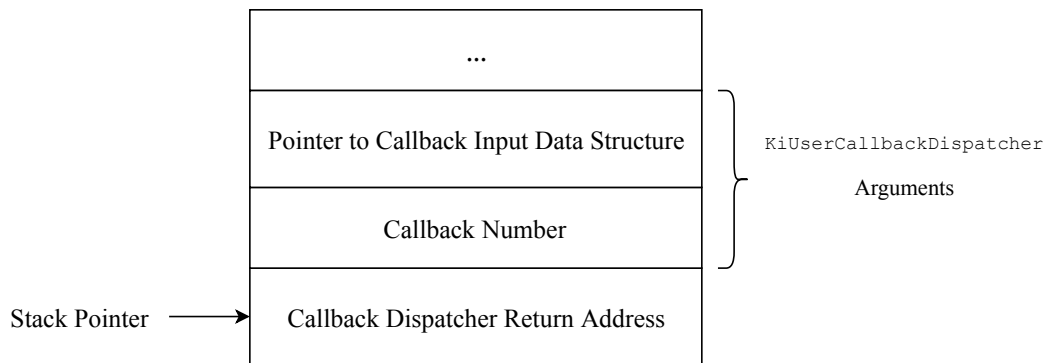 ...
Pointer to Callback Input Data Structure
KiUserCallbackDispatcher
Arguments
Callback Number
Stack Pointer
Callback Dispatcher Return Address